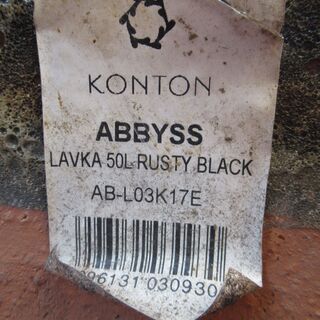 KONTON
ABBYSS
LAVKA 50L RUSTY BLACK
AB-L03K17E
96131 030930